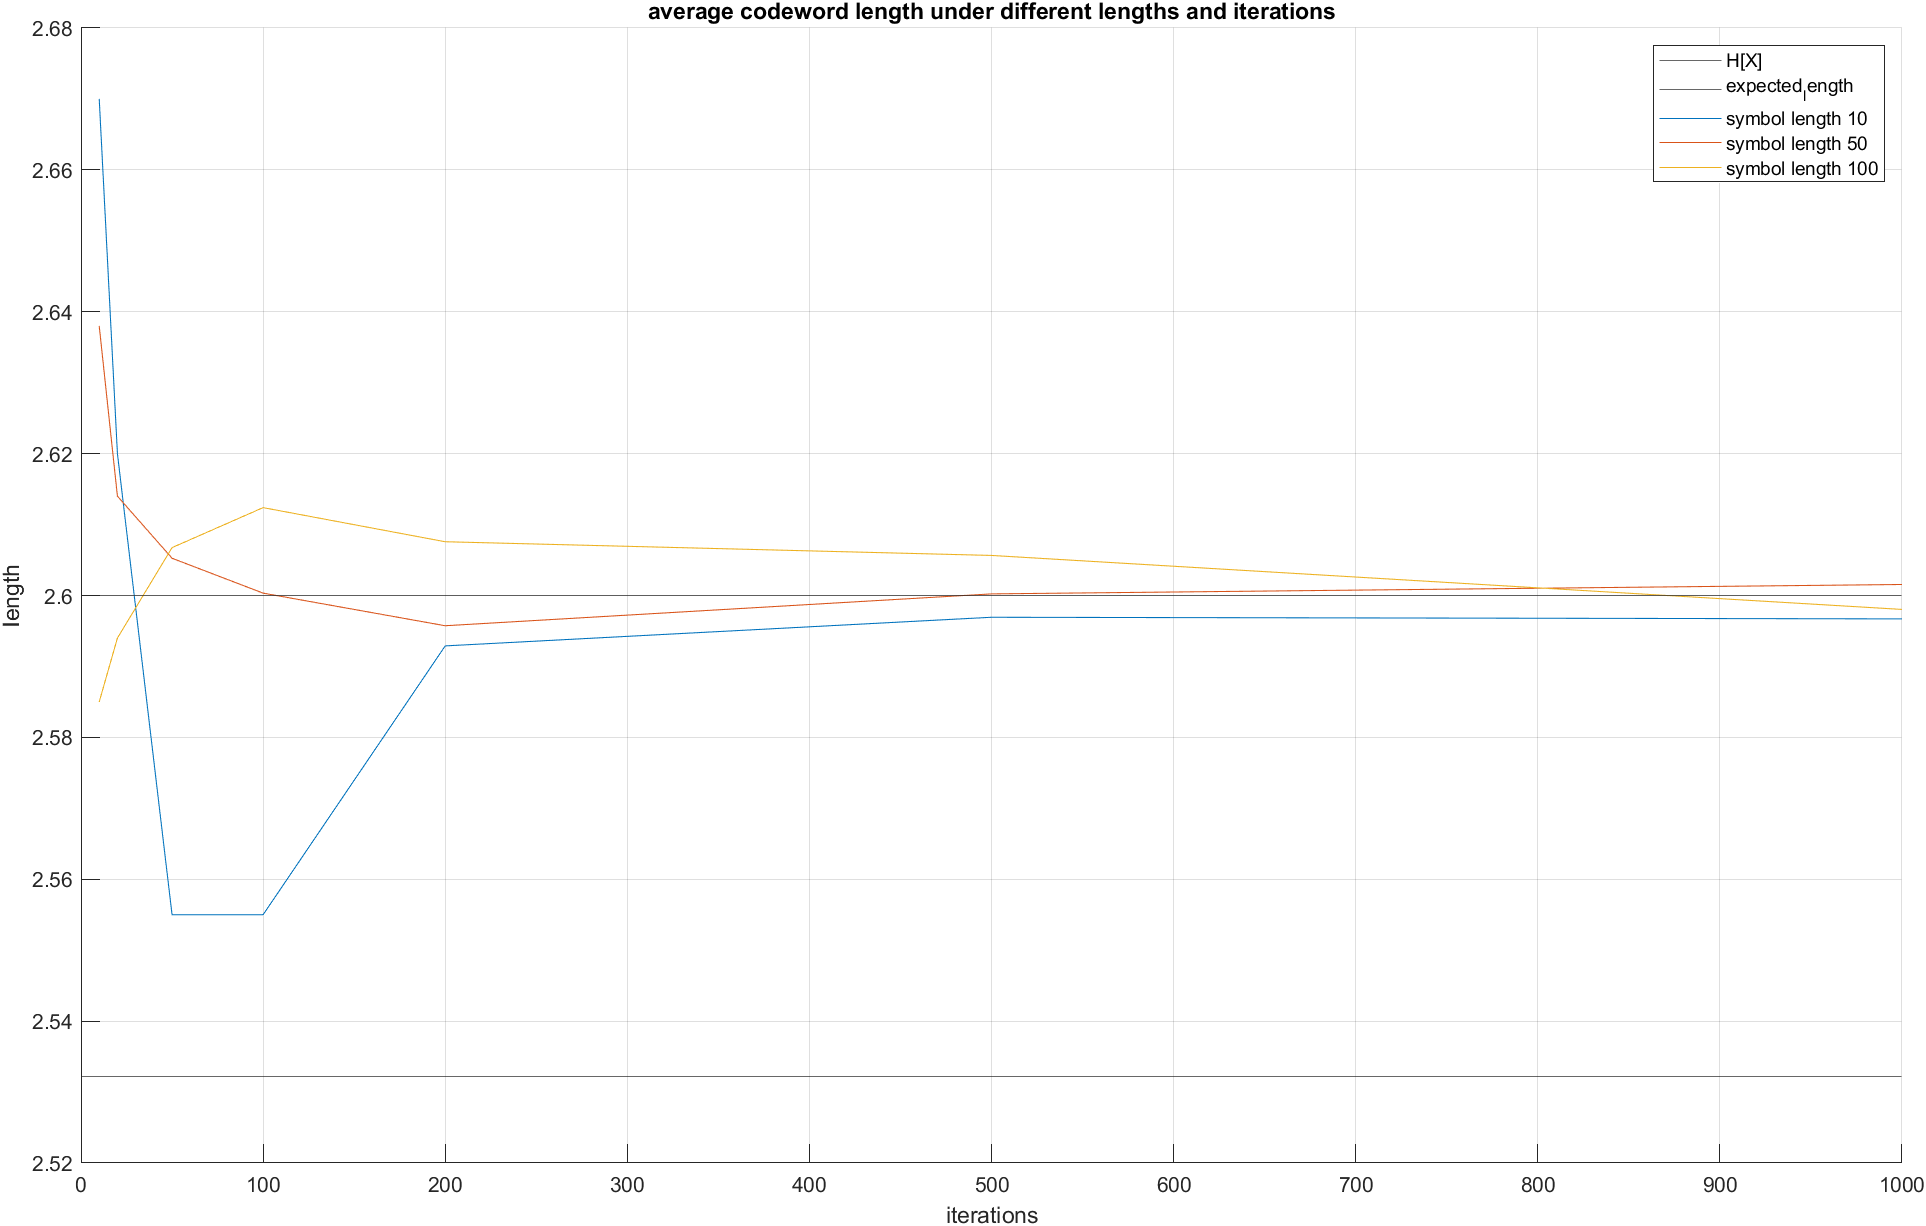 average codeword length under different lengths and iterations
2.68
2.66
2.64
2.62
2.6
2.58
2.56
2.54
2.52
length
H[X]
expected_length
symbol length 10
symbol length 50
symbol length 100
0 100 200 300 400 500 600 700 800 900 1000
iterations